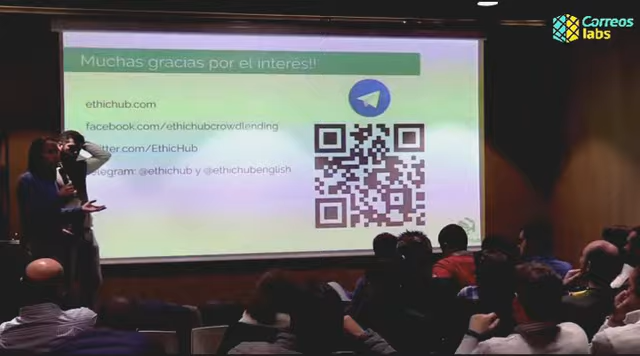 Correos
labs
Muchas gracias por el interés!!
ethichub.com
facebook.com/ethichubcrowdlending
twitter.com/EthicHub
telegram: @ethichub y @ethichubenglish